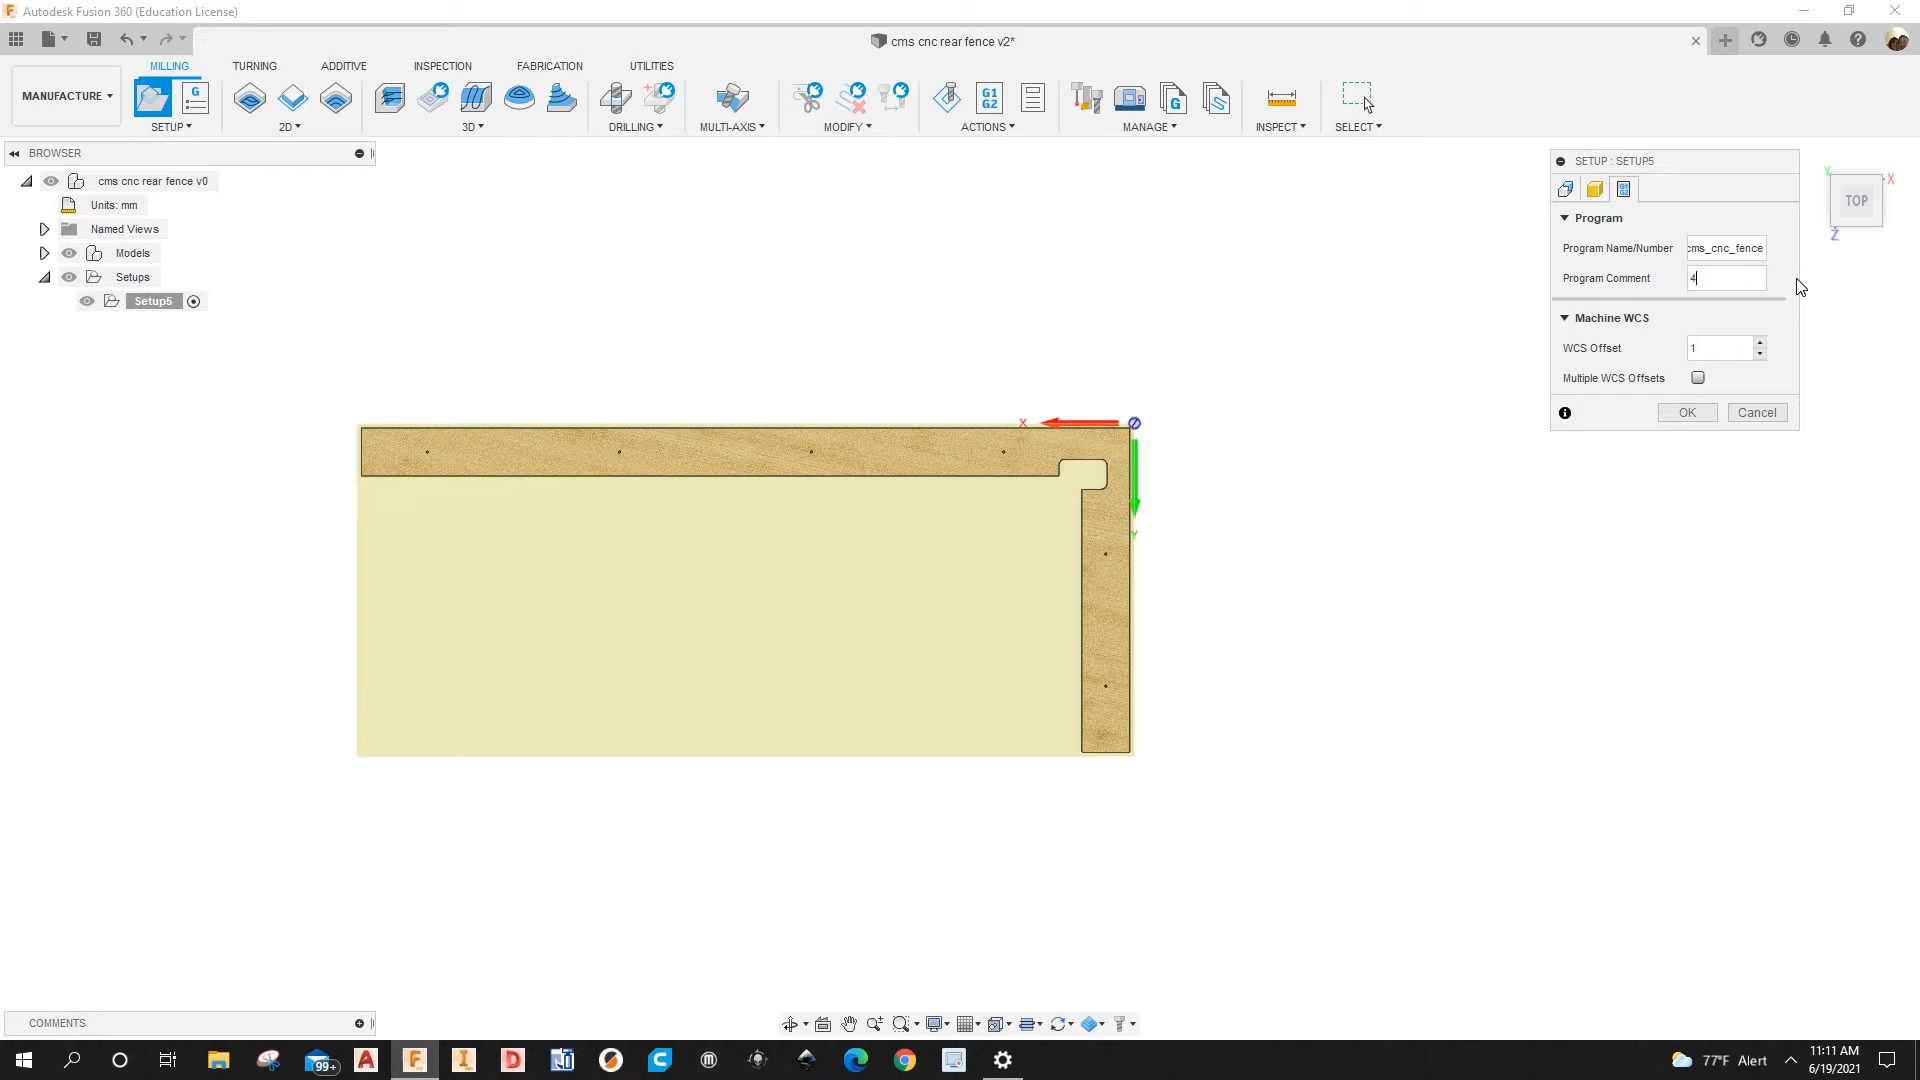 Autodesk Fusion 360 (Education License)
cms cnc rear fence v2*
MANUFACTURE
MILLING
TURNING
ADDITIVE
INSPECTION
FABRICATION
UTILITIES
G
G1
G2
G
SETUP
2D
3D
DRILLING
MULTI-AXIS
MODIFY
ACTIONS
MANAGE
INSPECT
SELECT
BROWSER
cms cnc rear fence v0
Units: mm
Named Views
Models
Setups
Setup5
SETUP : SETUP5
Program
Program Name/Number
cms_cnc_fence
Program Comment
4
Machine WCS
WCS Offset
1
Multiple WCS Offsets
OK
Cancel
Y
X
TOP
Z
X
Y
COMMENTS
99+
77°F Alert
11:11 AM
6/19/2021